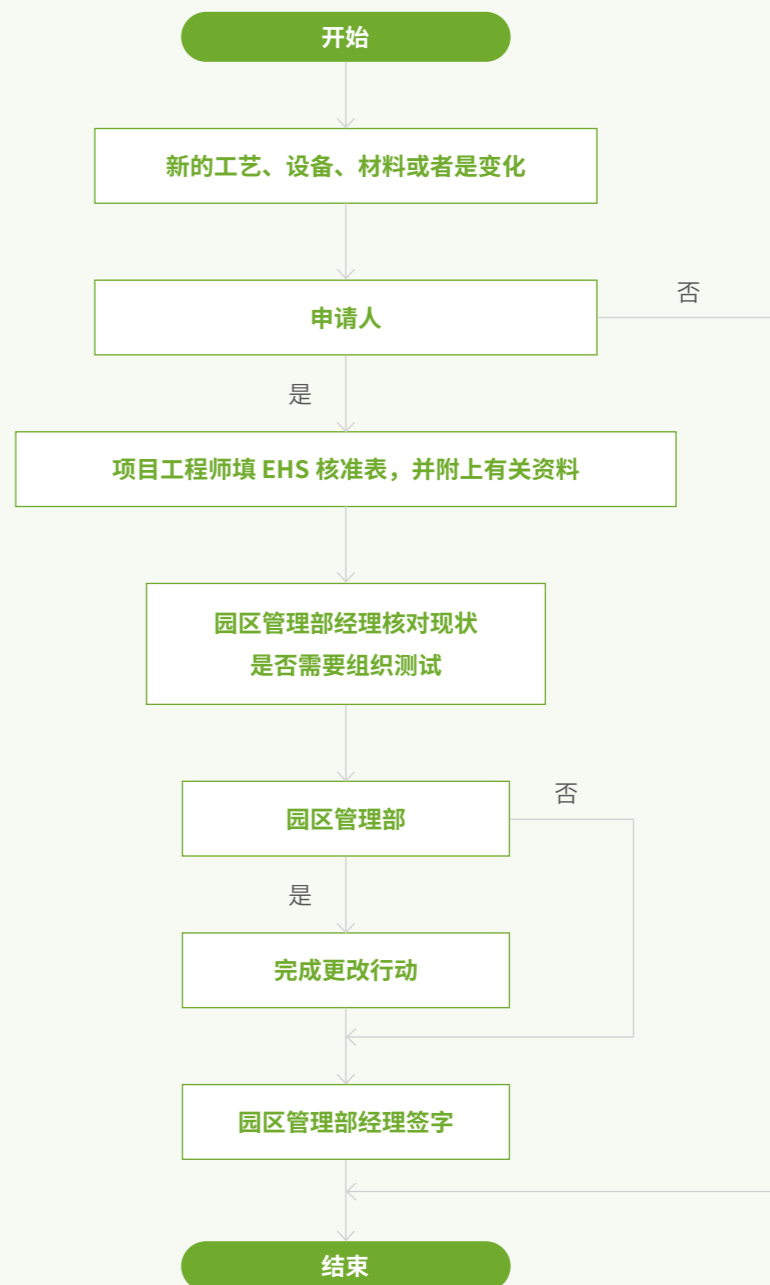 开始
新的工艺、设备、材料或者是变化
申请人
否
是
项目工程师填 EHS 核准表，并附上有关资料
园区管理部经理核对现状
是否需要组织测试
园区管理部
否
是
完成更改行动
园区管理部经理签字
结束